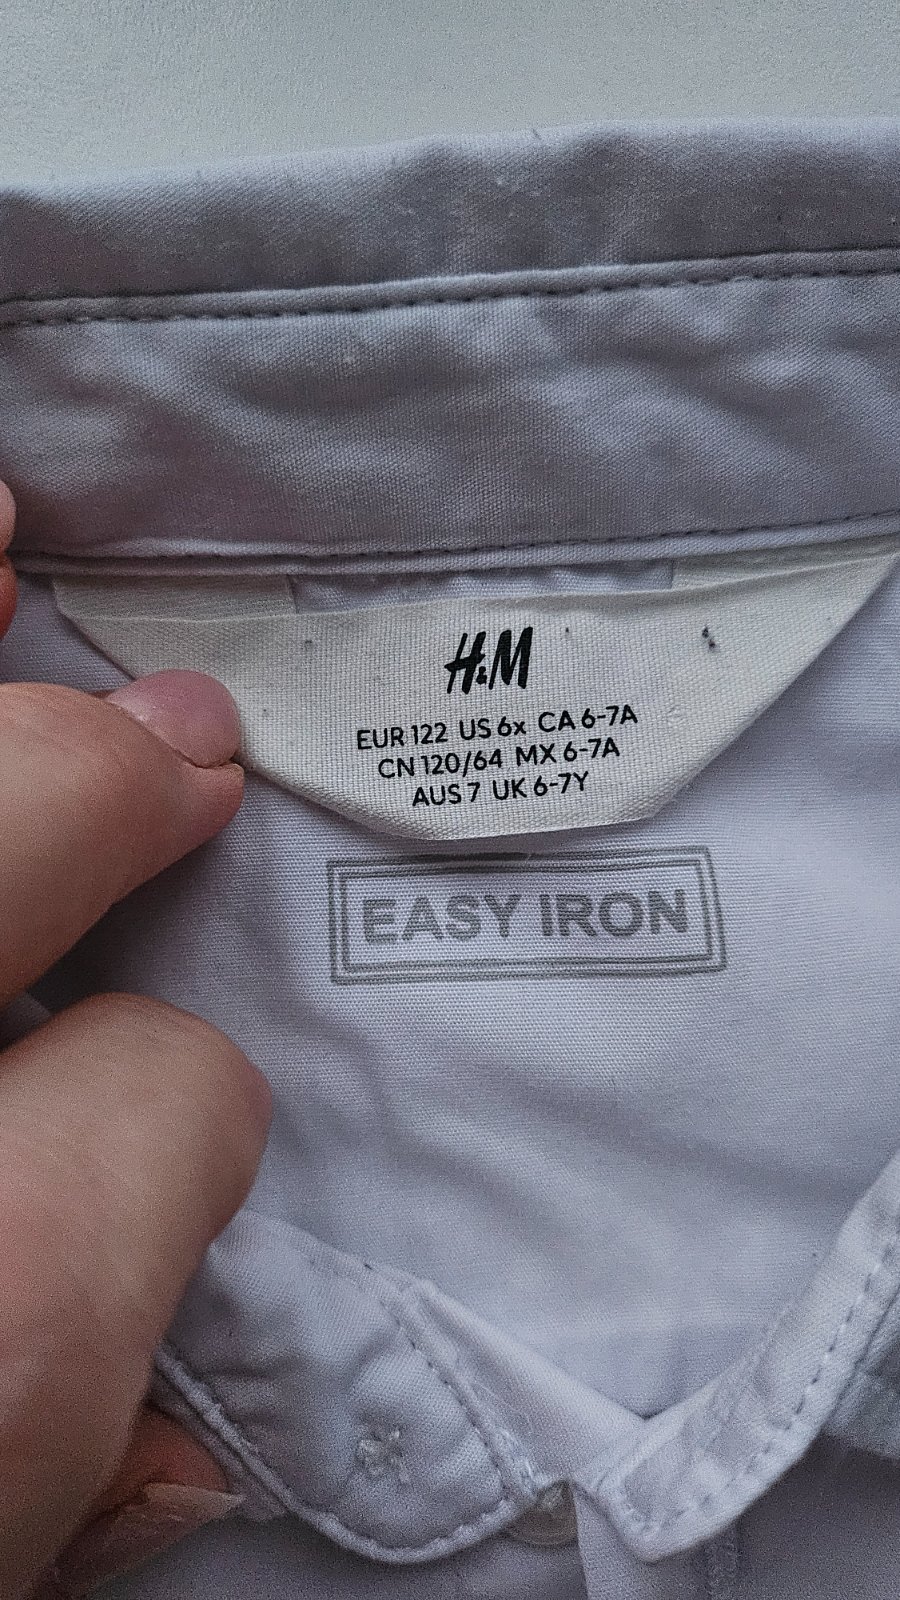 H&M
EUR 122 US 6x CA 6-7A
CN 120/64 MX 6-7A
AUS 7 UK 6-7Y
EASY IRON